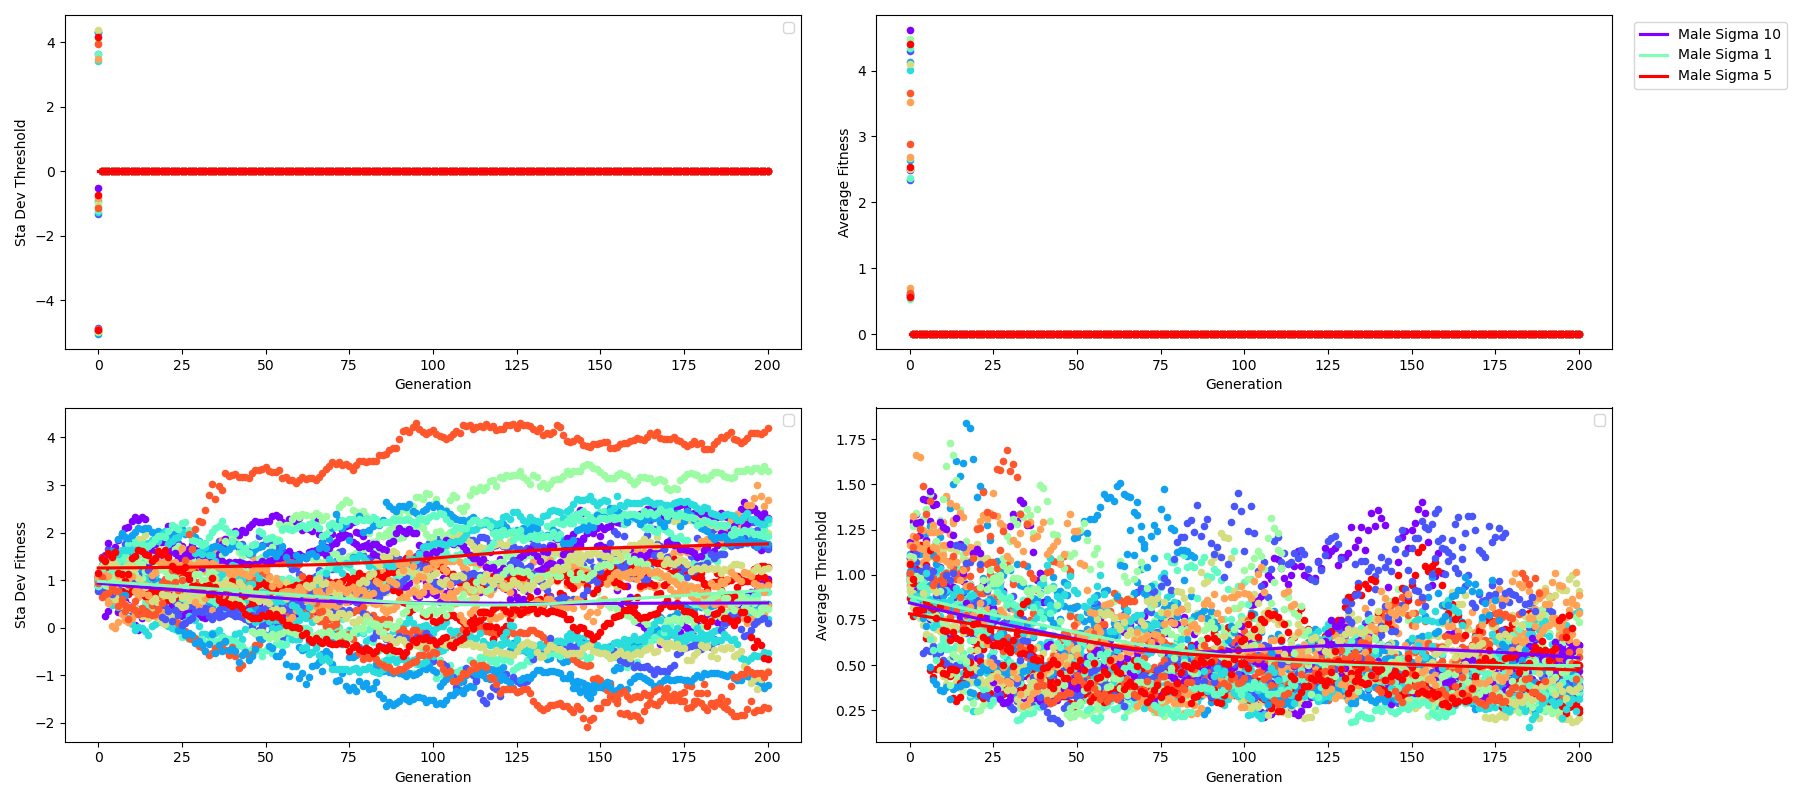 4
2
0
−2
−4
Sta Dev Threshold
0 25 50 75 100 125 150 175 200
Generation
4
3
2
1
0
Average Fitness
0 25 50 75 100 125 150 175 200
Generation
Male Sigma 10
Male Sigma 1
Male Sigma 5
4
3
2
1
0
−1
−2
Sta Dev Fitness
0 25 50 75 100 125 150 175 200
Generation
1.75
1.50
1.25
1.00
0.75
0.50
0.25
Average Threshold
0 25 50 75 100 125 150 175 200
Generation